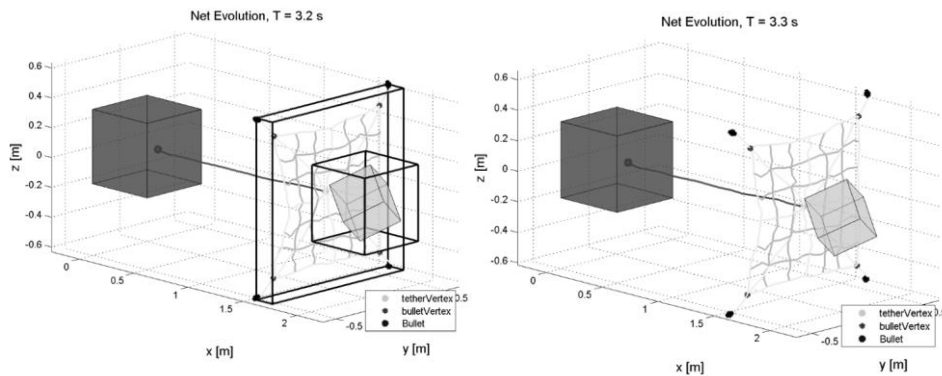 Net Evolution, T = 3.2 s
0.6
0.4
0.2
0
-0.2
-0.4
-0.6
z [m]
0
0.5
1
1.5
2
x [m]
-0.5
0.5
y [m]
tetherVertex
bulletVertex
Bullet
Net Evolution, T = 3.3 s
0.6
0.4
0.2
0
-0.2
-0.4
-0.6
z [m]
0
0.5
1
1.5
2
x [m]
-0.5
0.5
y [m]
tetherVertex
bulletVertex
Bullet